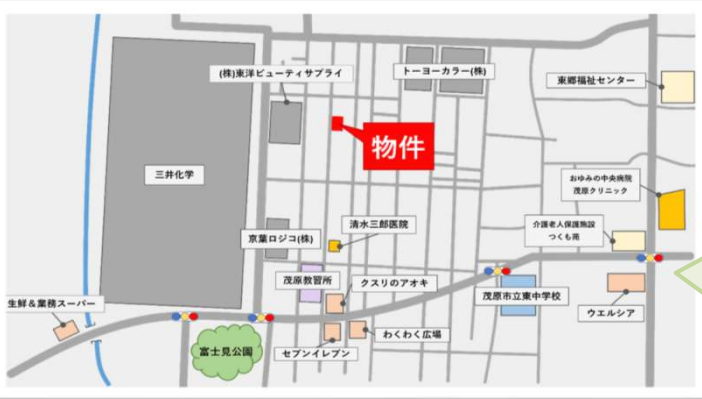 (株)東洋ビューティサプライ
トーヨーカラー(株)
東郷福祉センター
物件
三井化学
おゆみの中央病院
茂原クリニック
清水三郎医院
介護老人保護施設
つくも苑
京葉ロジコ(株)
茂原教習所
クスリのアオキ
茂原市立東中学校
生鮮&業務スーパー
ウエルシア
わくわく広場
富士見公園
セブンイレブン